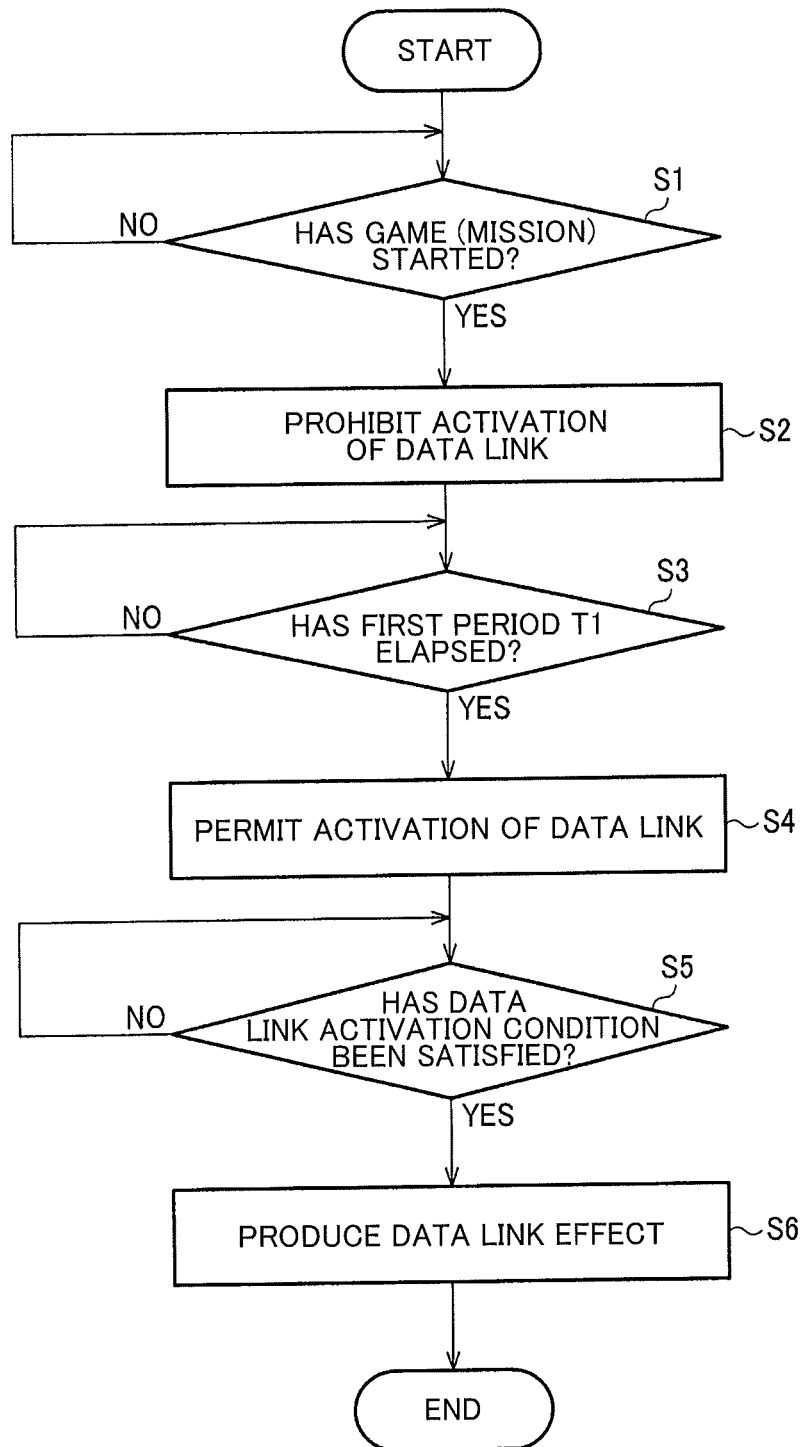 START
S1
NO
HAS GAME (MISSION)
STARTED?
YES
PROHIBIT ACTIVATION
OF DATA LINK
S2
S3
NO
HAS FIRST PERIOD T1
ELAPSED?
YES
PERMIT ACTIVATION OF DATA LINK
S4
S5
NO
HAS DATA
LINK ACTIVATION CONDITION
BEEN SATISFIED?
YES
PRODUCE DATA LINK EFFECT
S6
END